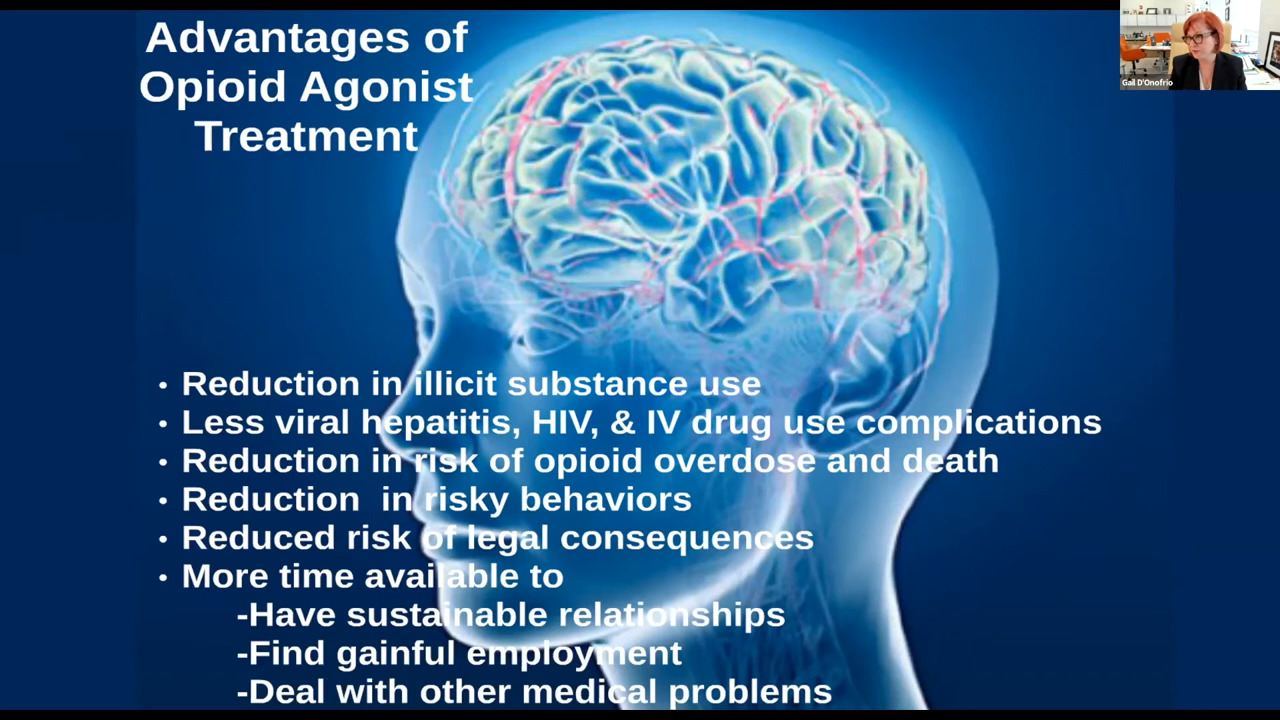 Advantages of
Opioid Agonist
Treatment
Gail D'Onofrio
• Reduction in illicit substance use
• Less viral hepatitis, HIV, & IV drug use complications
• Reduction in risk of opioid overdose and death
• Reduction  in risky behaviors
• Reduced risk of legal consequences
• More time available to
-Have sustainable relationships
-Find gainful employment
-Deal with other medical problems